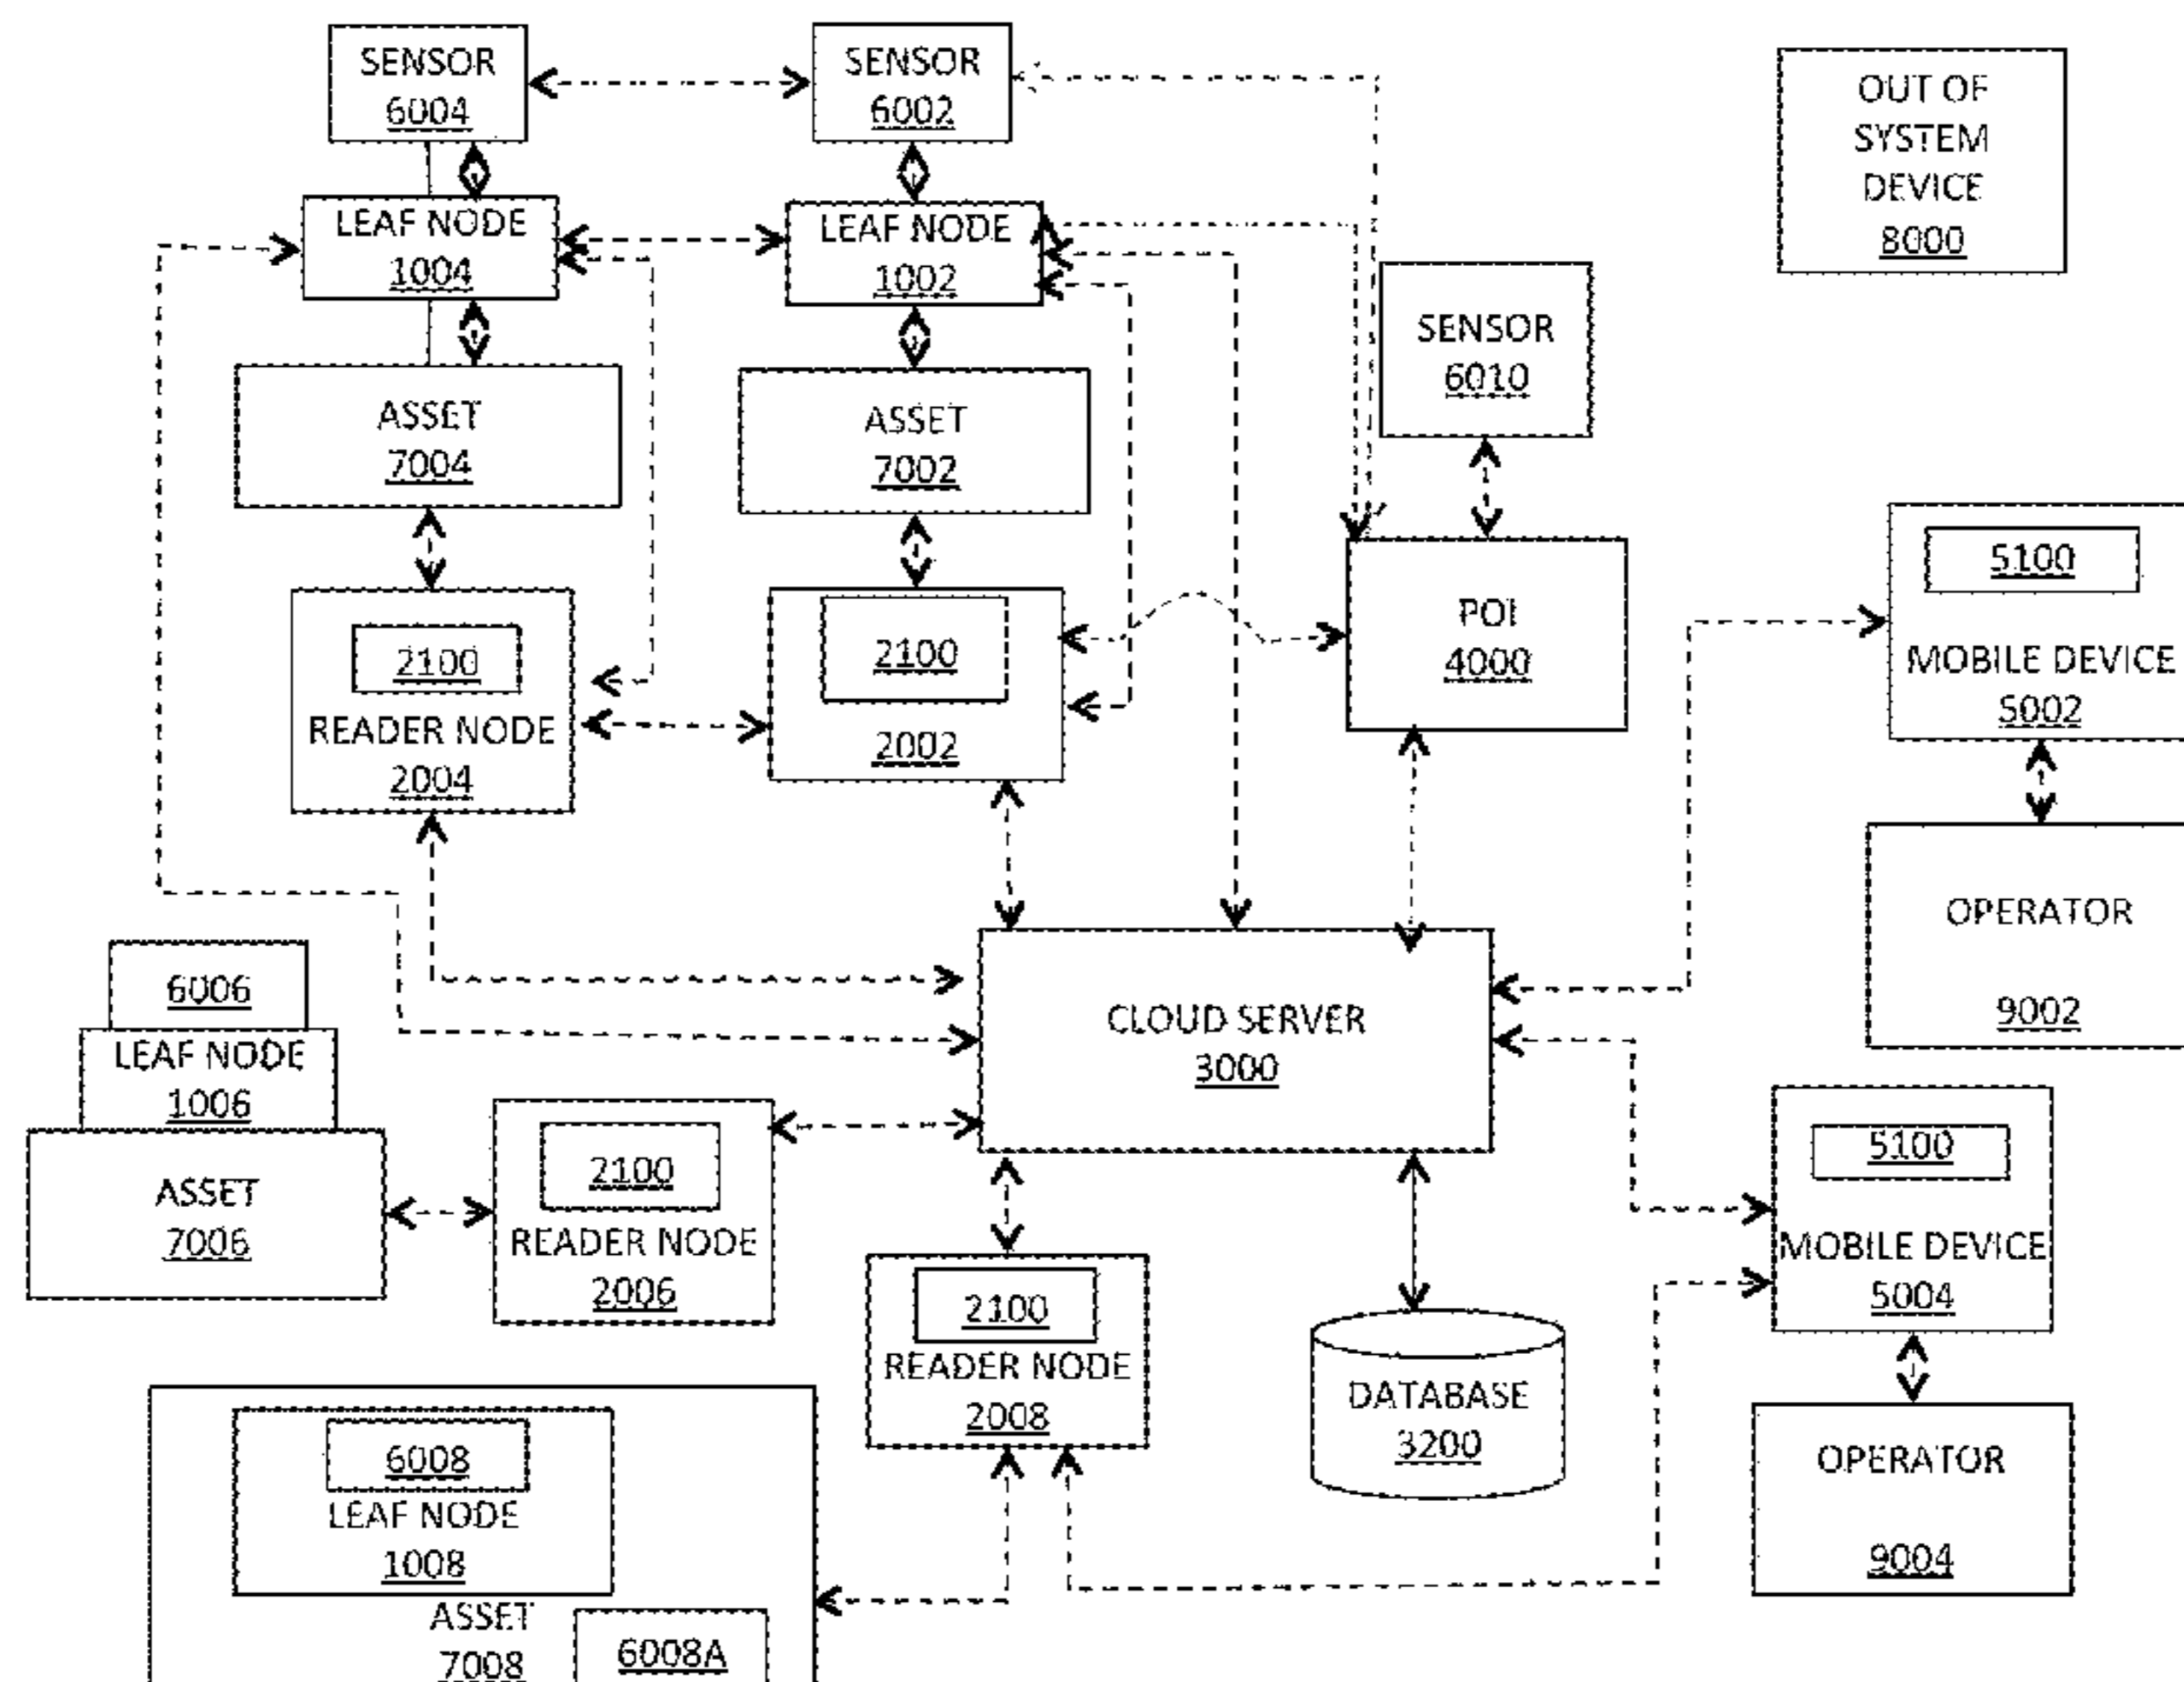 SENSOR
6004
SENSOR
6002
OUT OF
SYSTEM
DEVICE
8000
LEAF NODE
1004
LEAF NODE
1002
SENSOR
6010
ASSET
7004
ASSET
7002
5100
MOBILE DEVICE
5002
2100
READER NODE
2004
2100
2002
POI
4000
OPERATOR
9002
6006
LEAF NODE
1006
ASSET
7006
CLOUD SERVER
3000
2100
READER NODE
2006
5100
MOBILE DEVICE
5004
2100
READER NODE
2008
DATABASE
3200
OPERATOR
9004
6008
LEAF NODE
1008
ASSET
7008
6008A